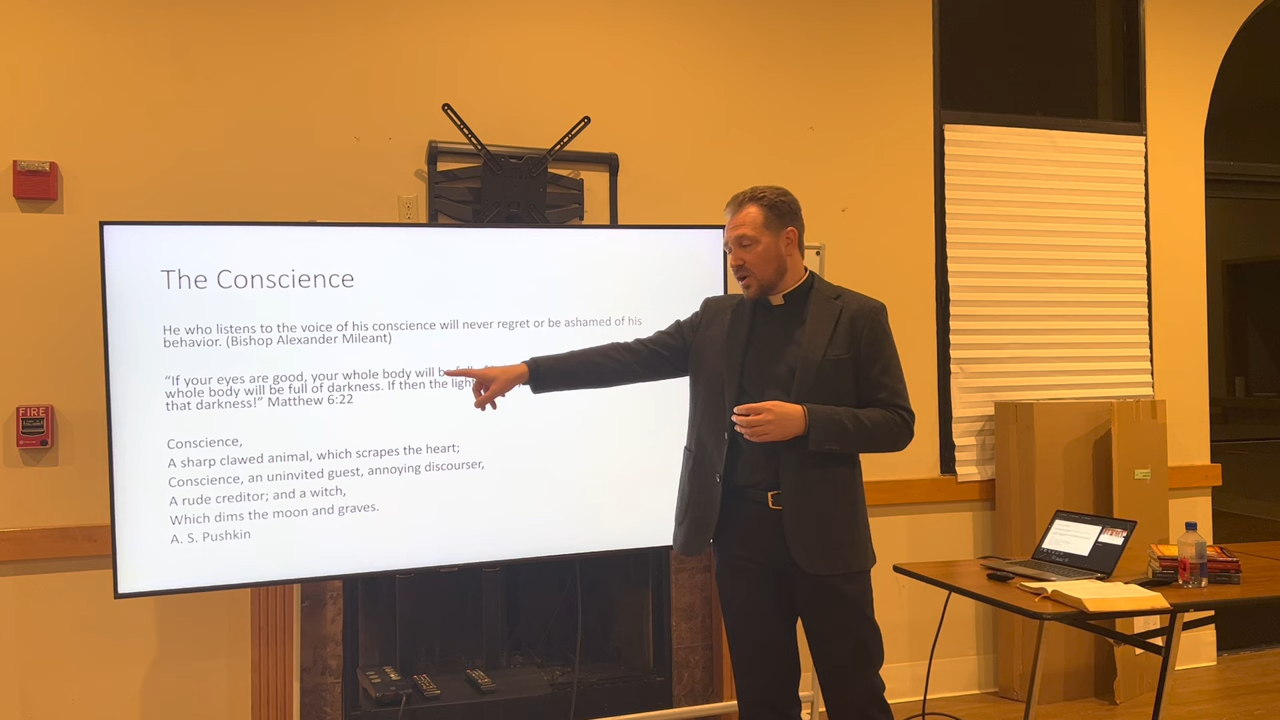 The Conscience
He who listens to the voice of his conscience will never regret or be ashamed of his
behavior. (Bishop Alexander Mileant)
“If your eyes are good, your whole body will
whole body will be full of darkness. If then the light
that darkness!” Matthew 6:22
Conscience,
A sharp clawed animal, which scrapes the heart;
Conscience, an uninvited guest, annoying discourser,
A rude creditor; and a witch,
Which dims the moon and graves.
A. S. Pushkin
FIRE